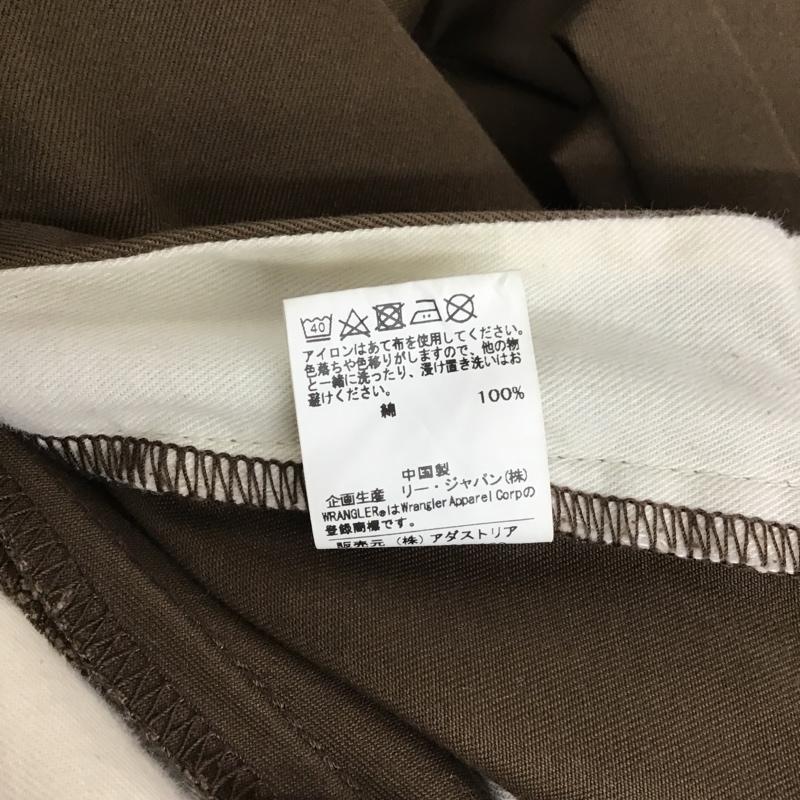 40
アイロンはあて布を使用してください。
色落ちや色移りがしますので、他の物
と一緒に洗ったり、浸け置き洗いはお
避けください。
綿 100%
中国製
企画生産 リー・ジャパン(株)
WRANGLER®はWrangler Apparel Corpの
登録商標です。
販売元 (株)アダストリア